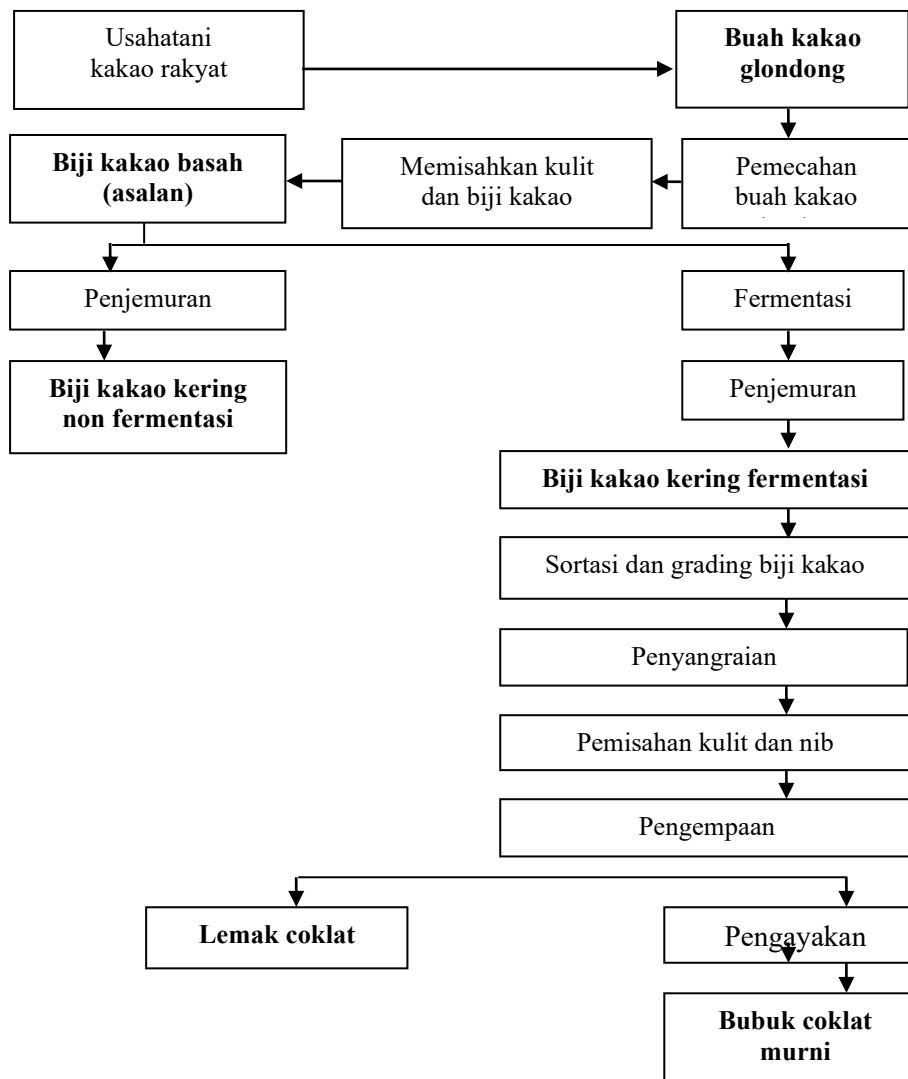 Usahatani
kakao rakyat
Buah kakao
glondong
Biji kakao basah
(asalan)
Memisahkan kulit
dan biji kakao
Pemecahan
buah kakao
Penjemuran
Fermentasi
Biji kakao kering
non fermentasi
Penjemuran
Biji kakao kering fermentasi
Sortasi dan grading biji kakao
Penyangraian
Pemisahan kulit dan nib
Pengempaan
Lemak coklat
Pengayakan
Bubuk coklat
murni